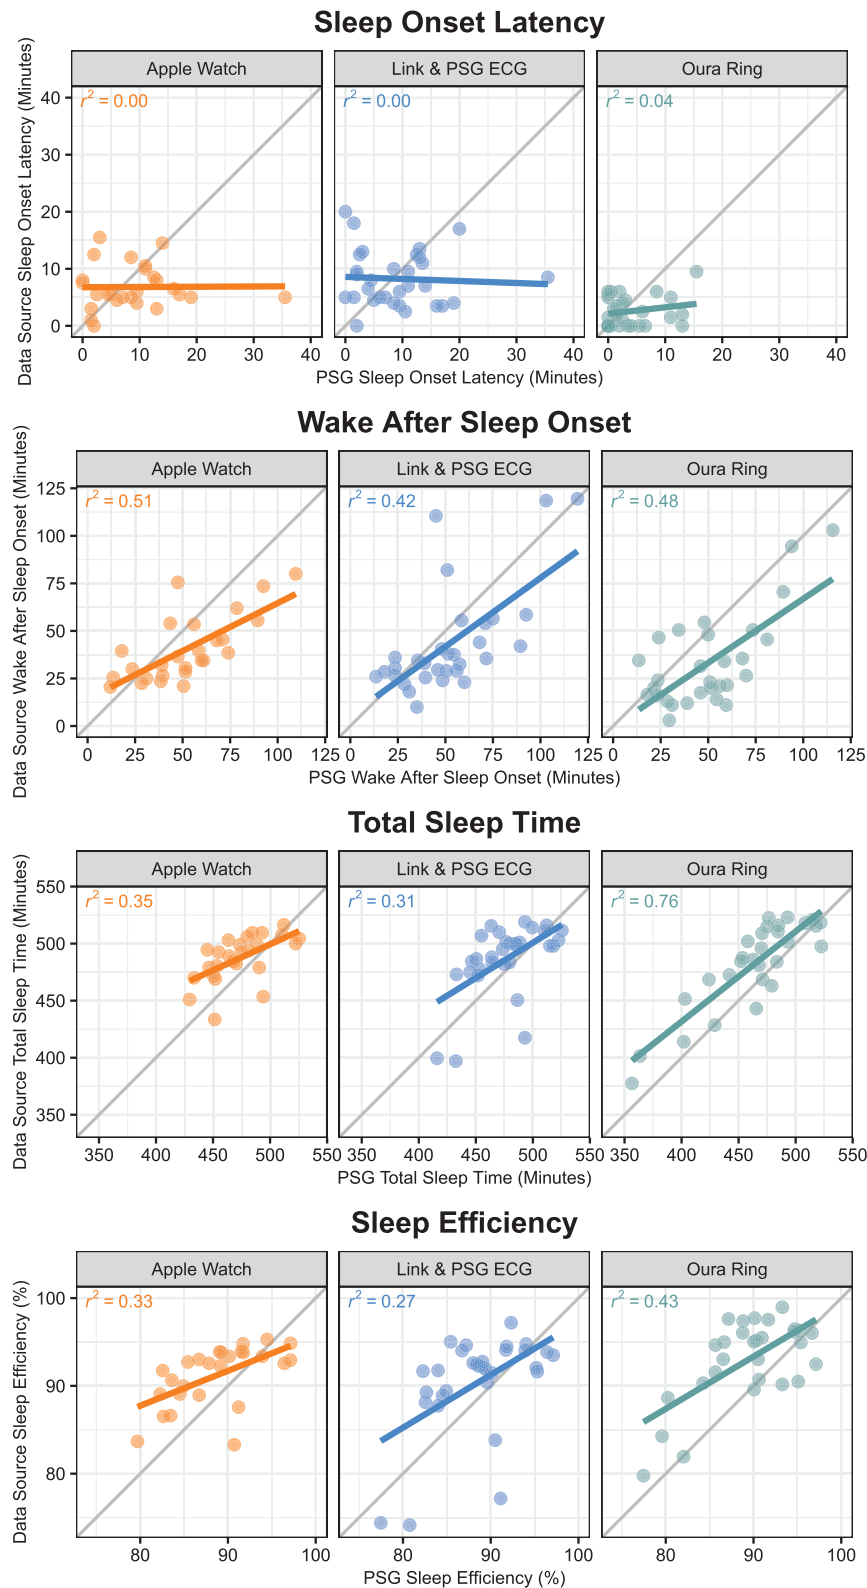 Sleep Onset Latency
Apple Watch
Link & PSG ECG
Oura Ring
Data Source Sleep Onset Latency (Minutes)
r² = 0.00
r² = 0.00
r² = 0.04
40
30
20
10
0
0 10 20 30 40
0 10 20 30 40
0 10 20 30 40
PSG Sleep Onset Latency (Minutes)
Wake After Sleep Onset
Apple Watch
Link & PSG ECG
Oura Ring
Data Source Wake After Sleep Onset (Minutes)
r² = 0.51
r² = 0.42
r² = 0.48
125
100
75
50
25
0
0 25 50 75 100 125
0 25 50 75 100 125
0 25 50 75 100 125
PSG Wake After Sleep Onset (Minutes)
Total Sleep Time
Apple Watch
Link & PSG ECG
Oura Ring
Data Source Total Sleep Time (Minutes)
r² = 0.35
r² = 0.31
r² = 0.76
550
500
450
400
350
350 400 450 500 550
350 400 450 500 550
350 400 450 500 550
PSG Total Sleep Time (Minutes)
Sleep Efficiency
Apple Watch
Link & PSG ECG
Oura Ring
Data Source Sleep Efficiency (%)
r² = 0.33
r² = 0.27
r² = 0.43
100
90
80
80 90 100
80 90 100
80 90 100
PSG Sleep Efficiency (%)